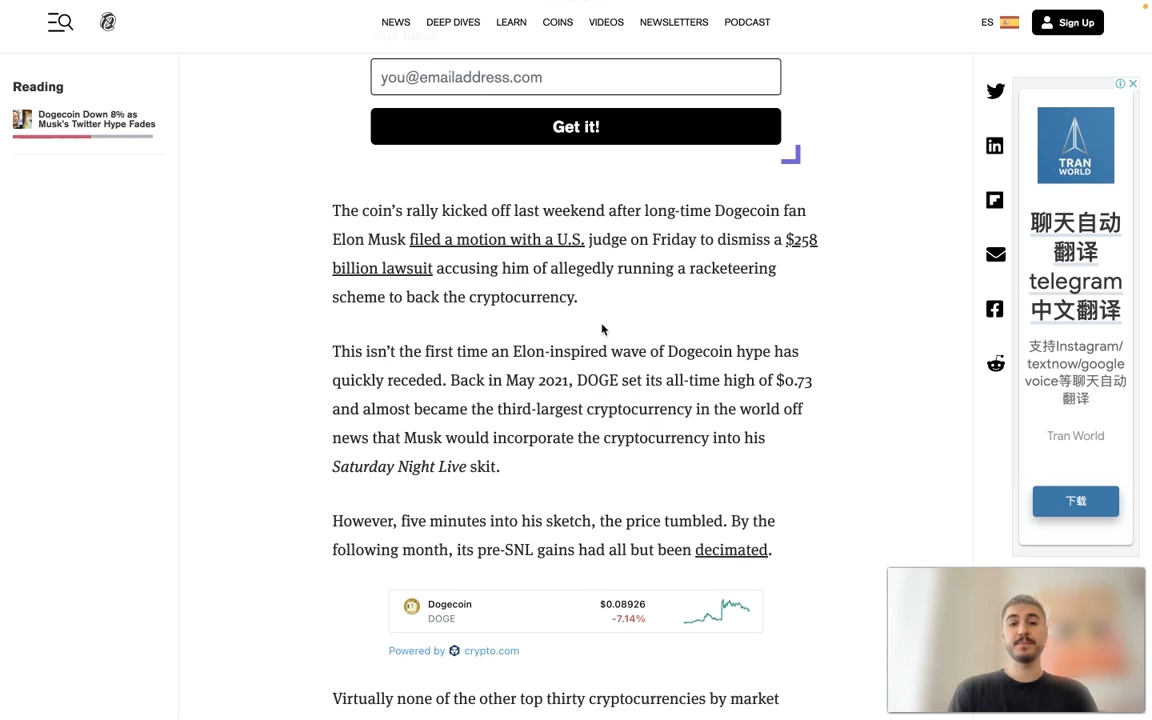 NEWS DEEP DIVES LEARN COINS VIDEOS NEWSLETTERS PODCAST
ES Sign Up
Reading
Dogecoin Down 8% as
Musk's Twitter Hype Fades
Your Email
you@emailaddress.com
Get it!
The coin’s rally kicked off last weekend after long-time Dogecoin fan
Elon Musk filed a motion with a U.S. judge on Friday to dismiss a $258
billion lawsuit accusing him of allegedly running a racketeering
scheme to back the cryptocurrency.
This isn’t the first time an Elon-inspired wave of Dogecoin hype has
quickly receded. Back in May 2021, DOGE set its all-time high of $0.73
and almost became the third-largest cryptocurrency in the world off
news that Musk would incorporate the cryptocurrency into his
Saturday Night Live skit.
However, five minutes into his sketch, the price tumbled. By the
following month, its pre-SNL gains had all but been decimated.
Dogecoin $0.08926
DOGE -7.14%
Powered by crypto.com
Virtually none of the other top thirty cryptocurrencies by market
TRAN
WORLD
聊天自动
翻译
telegram
中文翻译
支持Instagram/
textnow/google
voice等聊天自动
翻译
Tran World
下载